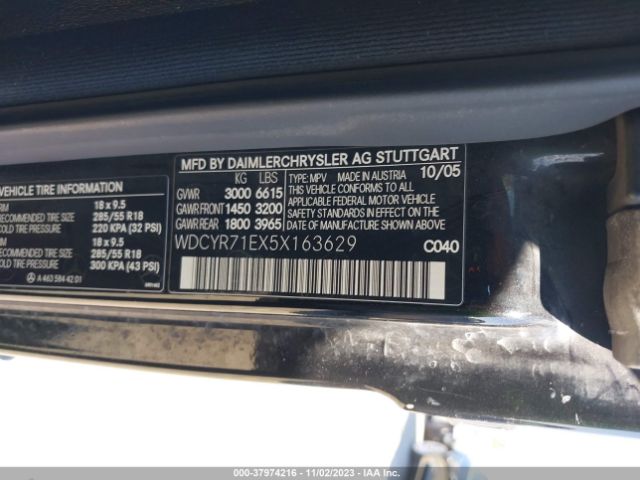 MFD BY DAIMLERCHRYSLER AG STUTTGART
KG LBS TYPE: MPV MADE IN AUSTRIA 10/05
GVWR 3000 6615 THIS VEHICLE CONFORMS TO ALL
GAWR FRONT 1450 3200 APPLICABLE FEDERAL MOTOR VEHICLE
GAWR REAR 1800 3965 SAFETY STANDARDS IN EFFECT ON THE
DATE OF MANUFACTURE SHOWN ABOVE
WDCYR71EX5X163629 C040
VEHICLE TIRE INFORMATION
RIM 18 x 9.5
RECOMMENDED TIRE SIZE 285/55 R18
RECOMMENDED TIRE PRESSURE 220 KPA (32 PSI)
RIM 18 x 9.5
RECOMMENDED TIRE SIZE 285/55 R18
RECOMMENDED TIRE PRESSURE 300 KPA (43 PSI)
A 463 584 42 01
000-37974216 - 11/02/2023 - IAA Inc.